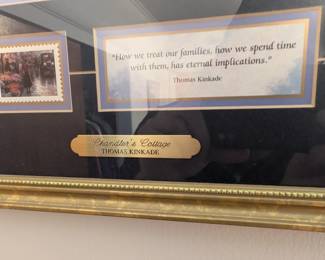 "How we treat our families, how we spend time
with them, has eternal implications."
Thomas Kinkade
Chandler's Cottage
THOMAS KINKADE